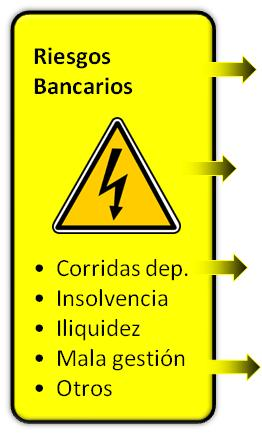 Riesgos
Bancarios
• Corridas dep.
• Insolvencia
• Iliquidez
• Mala gestión
• Otros